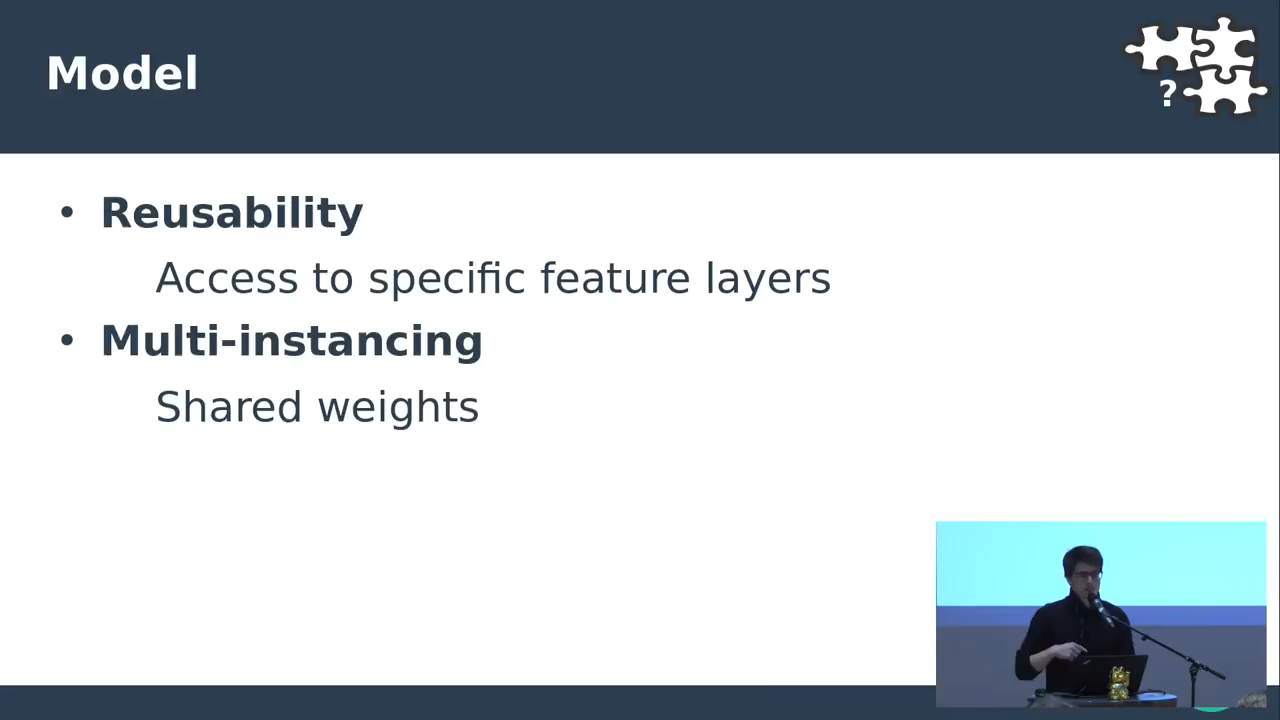 Model
?
• Reusability
Access to specific feature layers
• Multi-instancing
Shared weights